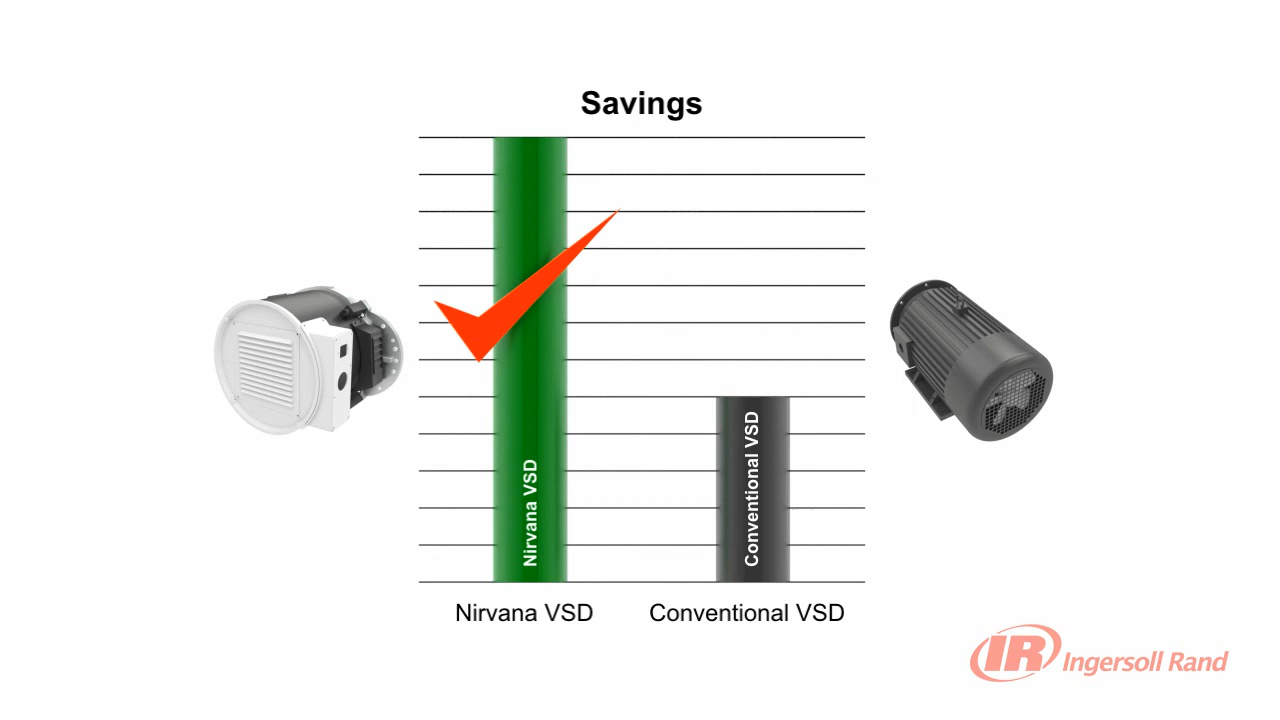 Savings
Nirvana VSD
Conventional VSD
Nirvana VSD
Conventional VSD
IR Ingersoll Rand